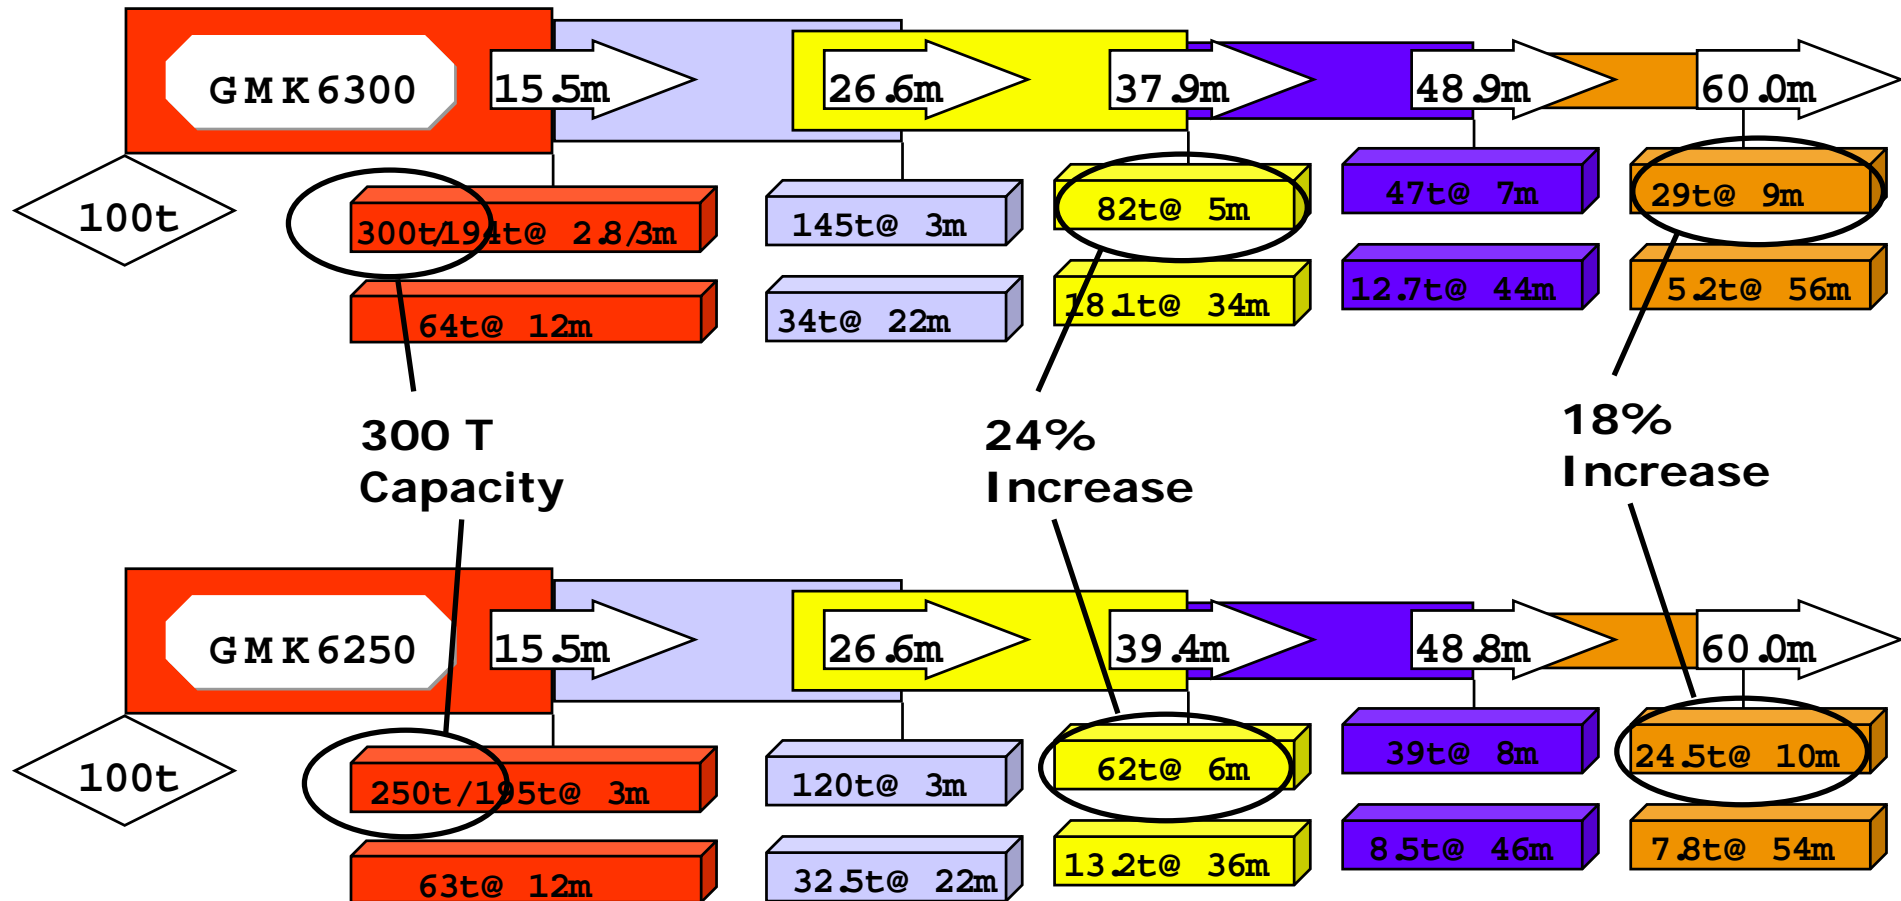 GMK6300
15.5m
26.6m
37.9m
48.9m
60.0m
100t
300t/194t@ 2.8/3m
145t@ 3m
82t@ 5m
47t@ 7m
29t@ 9m
64t@ 12m
34t@ 22m
18.1t@ 34m
12.7t@ 44m
5.2t@ 56m
300 T
Capacity
24%
Increase
18%
Increase
GMK6250
15.5m
26.6m
39.4m
48.8m
60.0m
100t
250t/195t@ 3m
120t@ 3m
62t@ 6m
39t@ 8m
24.5t@ 10m
63t@ 12m
32.5t@ 22m
13.2t@ 36m
8.5t@ 46m
7.8t@ 54m